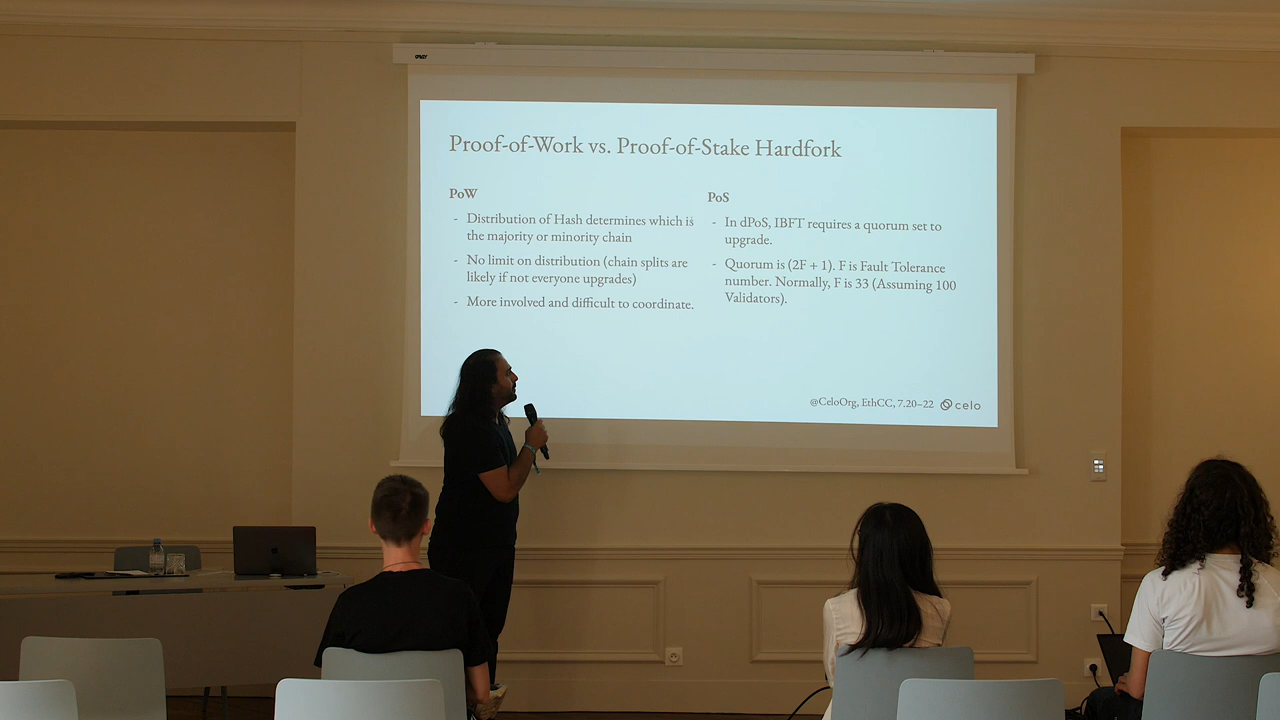 Proof-of-Work vs. Proof-of-Stake Hardfork
PoW
- Distribution of Hash determines which is
the majority or minority chain
- No limit on distribution (chain splits are
likely if not everyone upgrades)
- More involved and difficult to coordinate.
PoS
- In dPoS, IBFT requires a quorum set to
upgrade.
- Quorum is (2F + 1). F is Fault Tolerance
number. Normally, F is 33 (Assuming 100
Validators).
@CeloOrg, EthCC, 7.20–22 celo